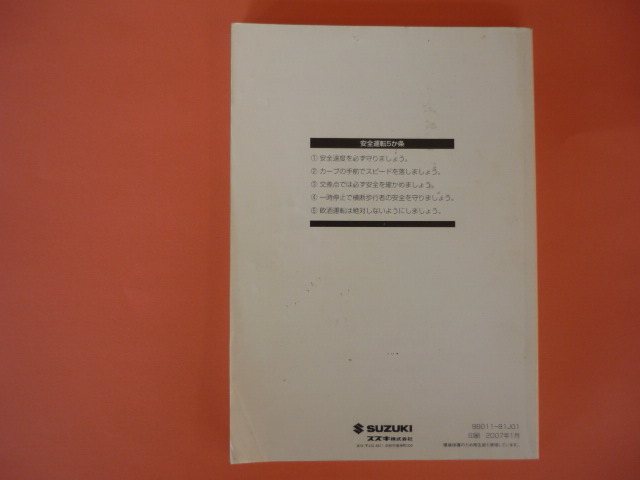 安全運転5か条
① 安全速度を必ず守りましょう。
② カーブの手前でスピードを落しましょう。
③ 交差点では必ず安全を確かめましょう。
④ 一時停止で横断歩行者の安全を守りましょう。
⑤ 飲酒運転は絶対しないようにしましょう。
SUZUKI
スズキ株式会社
99011-81J01
印刷 2007年1月